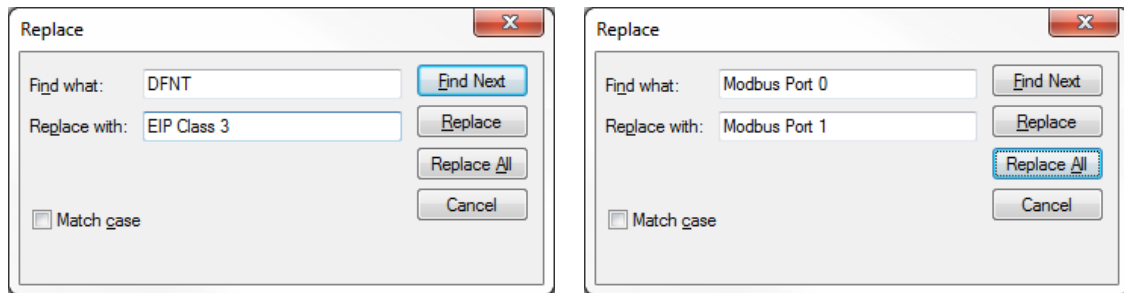 Replace
Find what: DFNT Find Next
Replace with: EIP Class 3 Replace
Replace All
Cancel
Match case
Replace
Find what: Modbus Port 0 Find Next
Replace with: Modbus Port 1 Replace
Replace All
Cancel
Match case